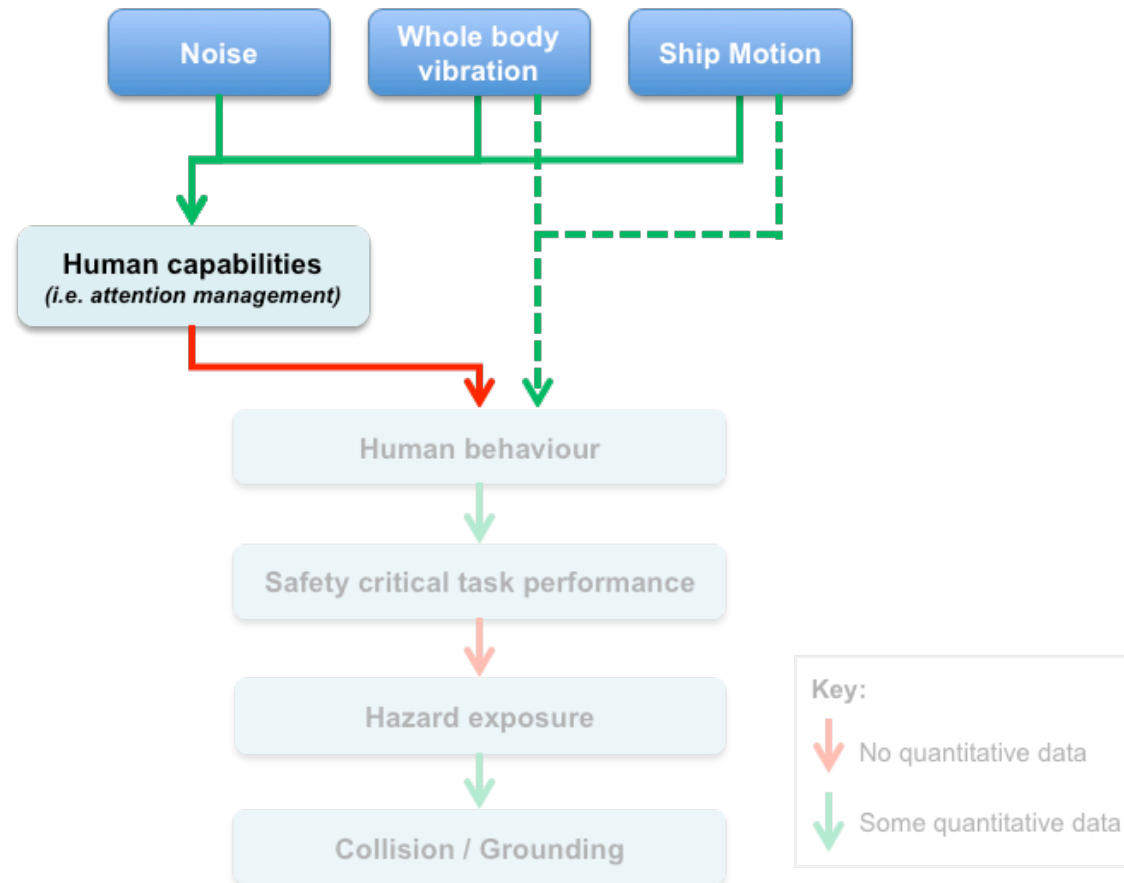 Noise
Whole body
vibration
Ship Motion
Human capabilities
(i.e. attention management)
Human behaviour
Safety critical task performance
Hazard exposure
Collision / Grounding
Key:
No quantitative data
Some quantitative data